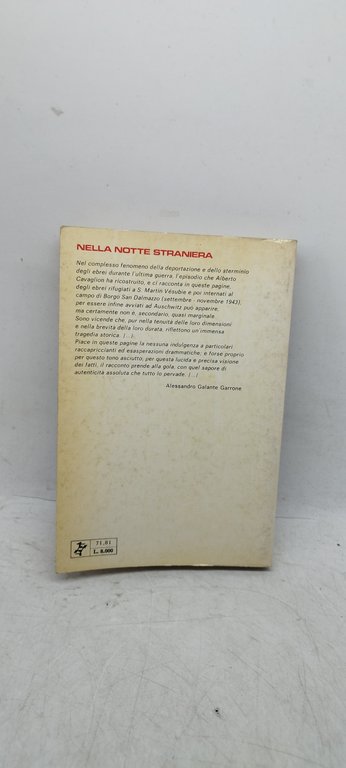 NELLA NOTTE STRANIERA
Nel complesso fenomeno della deportazione e dello sterminio
degli ebrei durante l'ultima guerra, l'episodio che Alberto
Cavaglion ha ricostruito, e ci racconta in queste pagine,
degli ebrei rifugiati a S. Martin Vésubie e poi internati al
campo di Borgo San Dalmazzo (settembre - novembre 1943),
per essere infine avviati ad Auschwitz può apparire,
ma certamente non è, secondario, quasi marginale.
Sono vicende che, pur nella tenuità delle loro dimensioni
e nella brevità della loro durata, riflettono un'immensa
tragedia storica. [...].
Piace in queste pagine la nessuna indulgenza a particolari
raccapriccianti ed esasperazioni drammatiche; e forse proprio
per questo tono asciutto, per questa lucida e precisa visione
dei fatti, il racconto prende alla gola, con quel sapore di
autenticità assoluta che tutto lo pervade. [...]
Alessandro Galante Garrone
71.81
L. 8.000